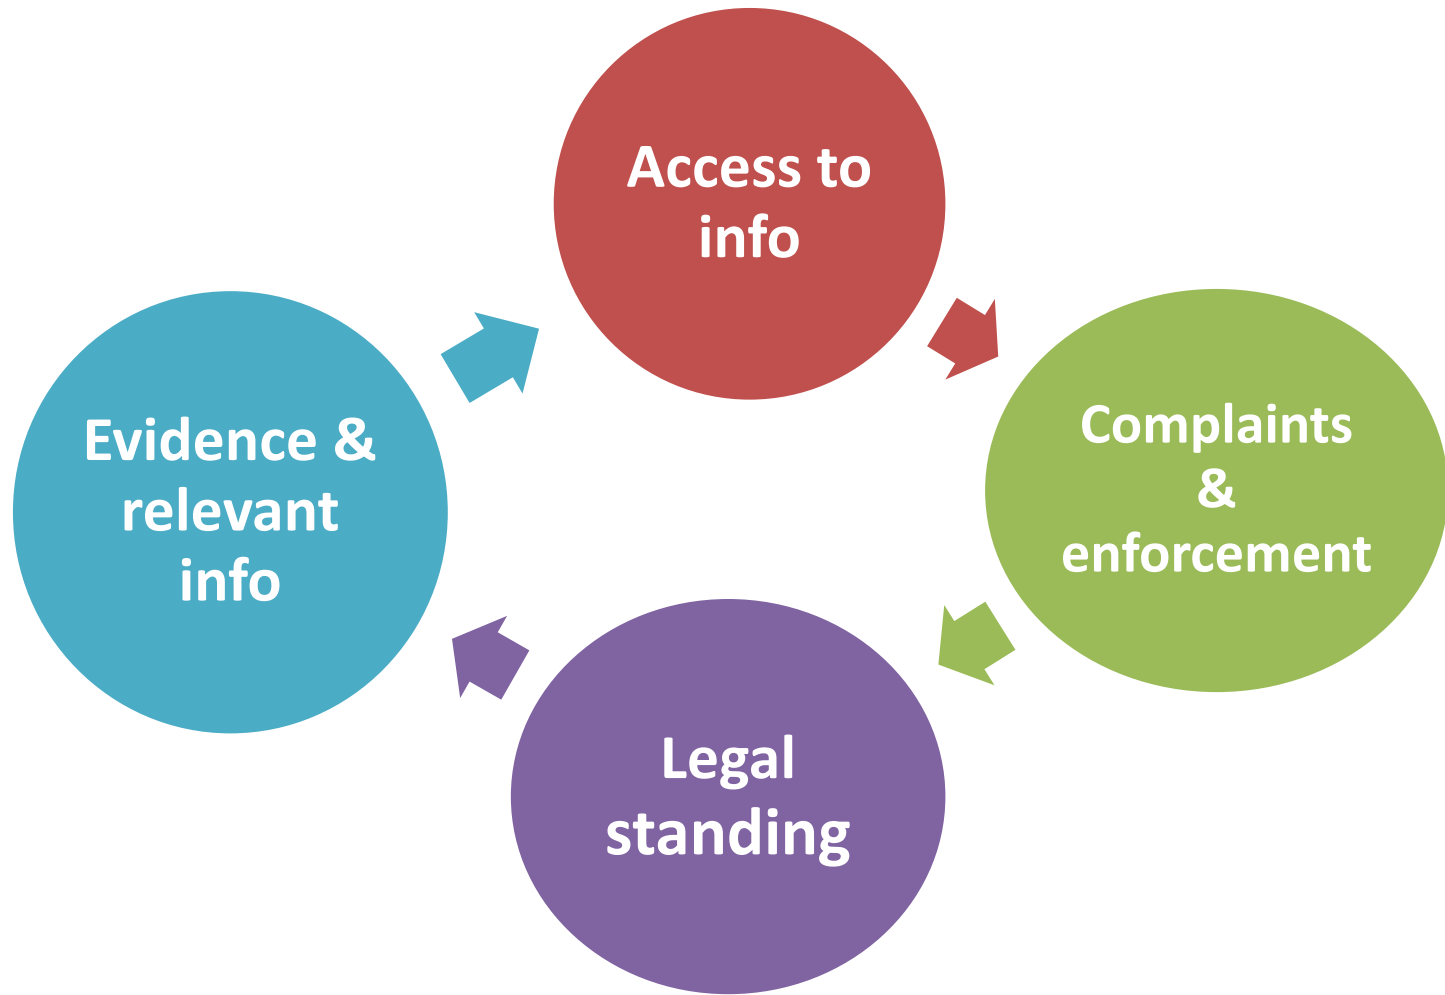 Access to
info
Complaints
&
enforcement
Legal
standing
Evidence &
relevant
info